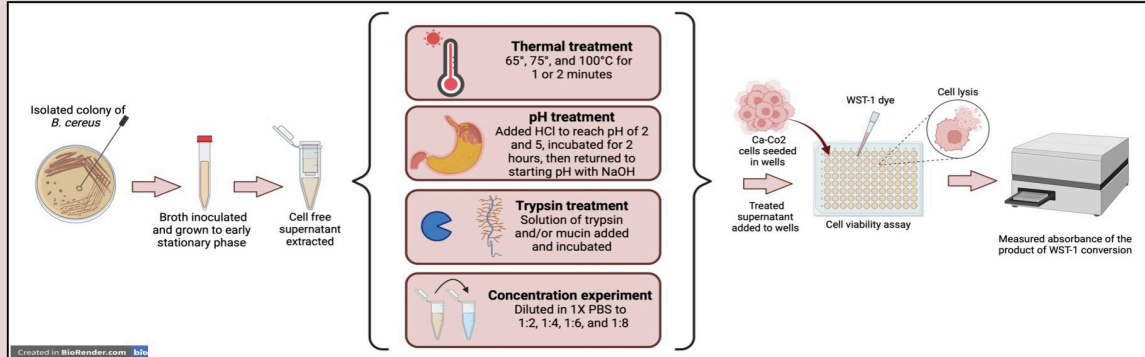 Isolated colony of
B. cereus
Broth inoculated
and grown to early
stationary phase
Cell free
supernatant
extracted
Thermal treatment
65°, 75°, and 100°C for
1 or 2 minutes
pH treatment
Added HCl to reach pH of 2
and 5, incubated for 2
hours, then returned to
starting pH with NaOH
Trypsin treatment
Solution of trypsin
and/or mucin added
and incubated
Concentration experiment
Diluted in 1X PBS to
1:2, 1:4, 1:6, and 1:8
Ca-Co2
cells seeded
in wells
Treated
supernatant
added to wells
WST-1 dye
Cell lysis
Cell viability assay
Measured absorbance of the
product of WST-1 conversion
Created in BioRender.com bio